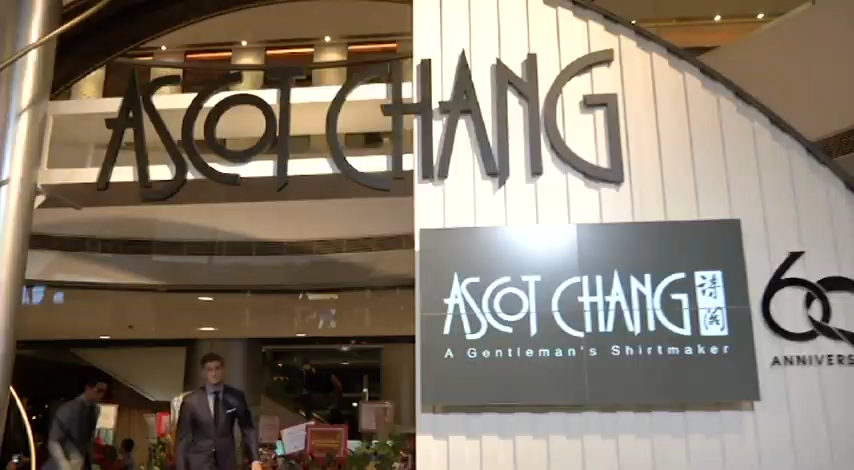 ASCOT CHANG
ASCOT CHANG 詩閣
A Gentleman's Shirtmaker
60
ANNIVERS